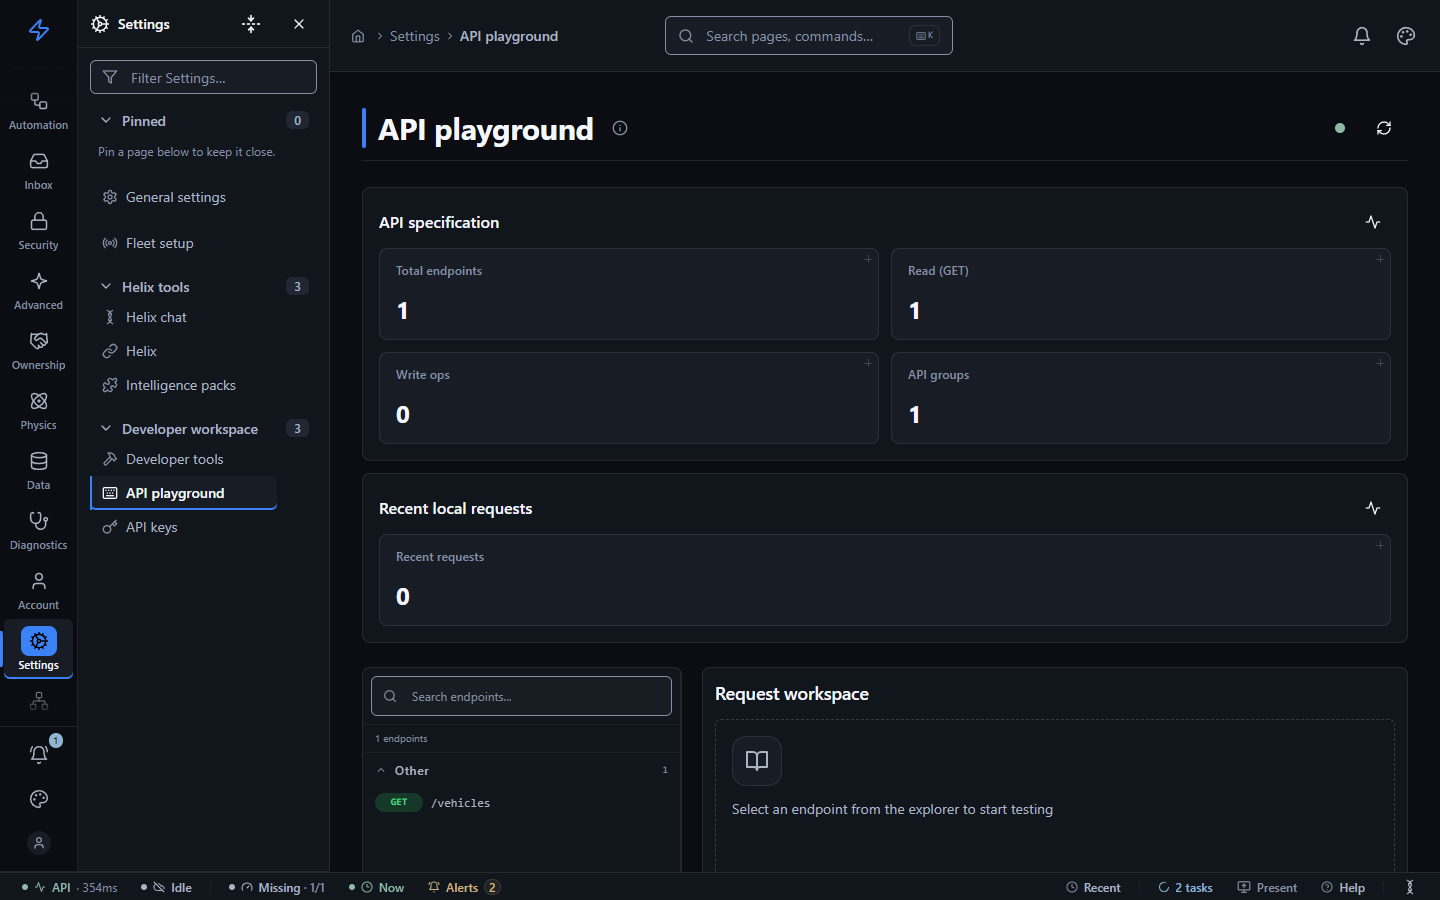 Settings
Filter Settings...
Pinned 0
Pin a page below to keep it close.
General settings
Fleet setup
Helix tools 3
Helix chat
Helix
Intelligence packs
Developer workspace 3
Developer tools
API playground
API keys
Automation
Inbox
Security
Advanced
Ownership
Physics
Data
Diagnostics
Account
Settings
1
Settings > API playground
Search pages, commands... K
API playground
API specification
Total endpoints
1
Read (GET)
1
Write ops
0
API groups
1
Recent local requests
Recent requests
0
Search endpoints...
1 endpoints
Other 1
GET /vehicles
Request workspace
Select an endpoint from the explorer to start testing
API · 354ms Idle Missing · 1/1 Now Alerts 2 Recent 2 tasks Present Help